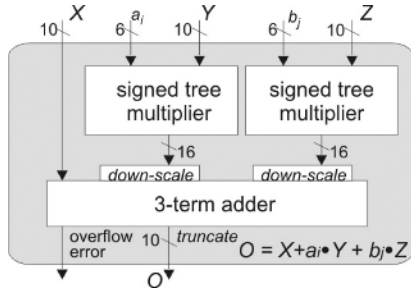 X aᵢ Y bⱼ Z
10 6 10 6 10
signed tree multiplier
signed tree multiplier
16 16
down-scale down-scale
3-term adder
overflow error
10 truncate
O = X+aᵢ•Y + bⱼ•Z
O